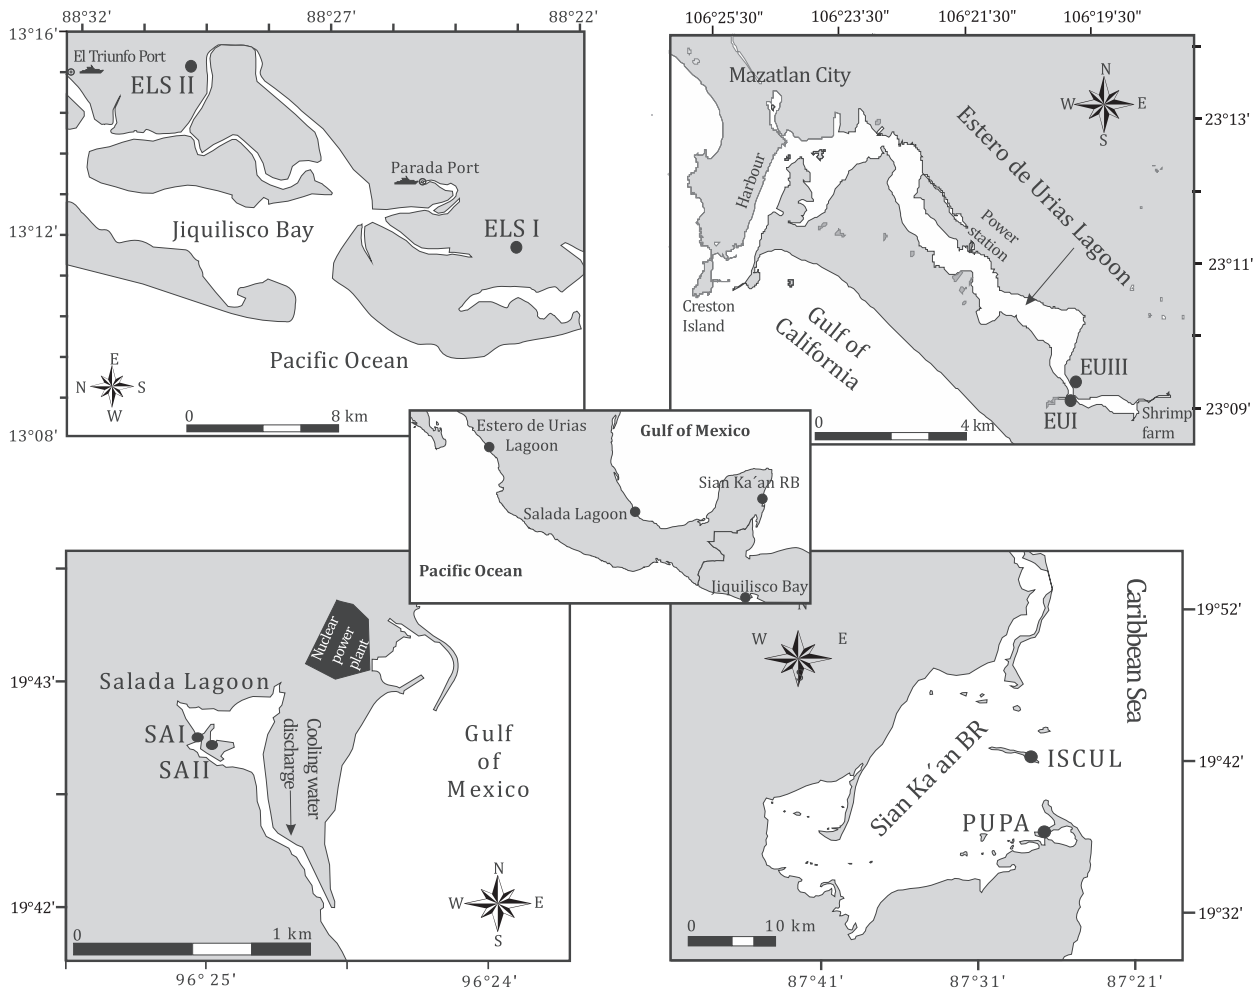 88°32'
88°27'
88°22'
13°16'
13°12'
13°08'
El Triunfo Port
ELS II
Parada Port
ELS I
Jiquilisco Bay
Pacific Ocean
E
N
S
W
0
8 km
106°25'30"
106°23'30"
106°21'30"
106°19'30"
23°13'
23°11'
23°09'
Mazatlan City
N
W
E
S
Estero de Urias Lagoon
Harbour
Power
station
Creston
Island
Gulf of
California
EUIII
EUI
Shrimp
farm
0
4 km
Estero de Urias
Lagoon
Gulf of Mexico
Sian Ka´an RB
Salada Lagoon
Pacific Ocean
Jiquilisco Bay
19°43'
19°42'
96°25'
96°24'
Nuclear
power
plant
Salada Lagoon
SAI
SAII
Cooling water
discharge
Gulf
of
Mexico
N
W
E
S
0
1 km
19°52'
19°42'
19°32'
87°41'
87°31'
87°21'
N
W
E
S
Caribbean Sea
Sian Ka´an BR
ISCUL
PUPA
0
10 km